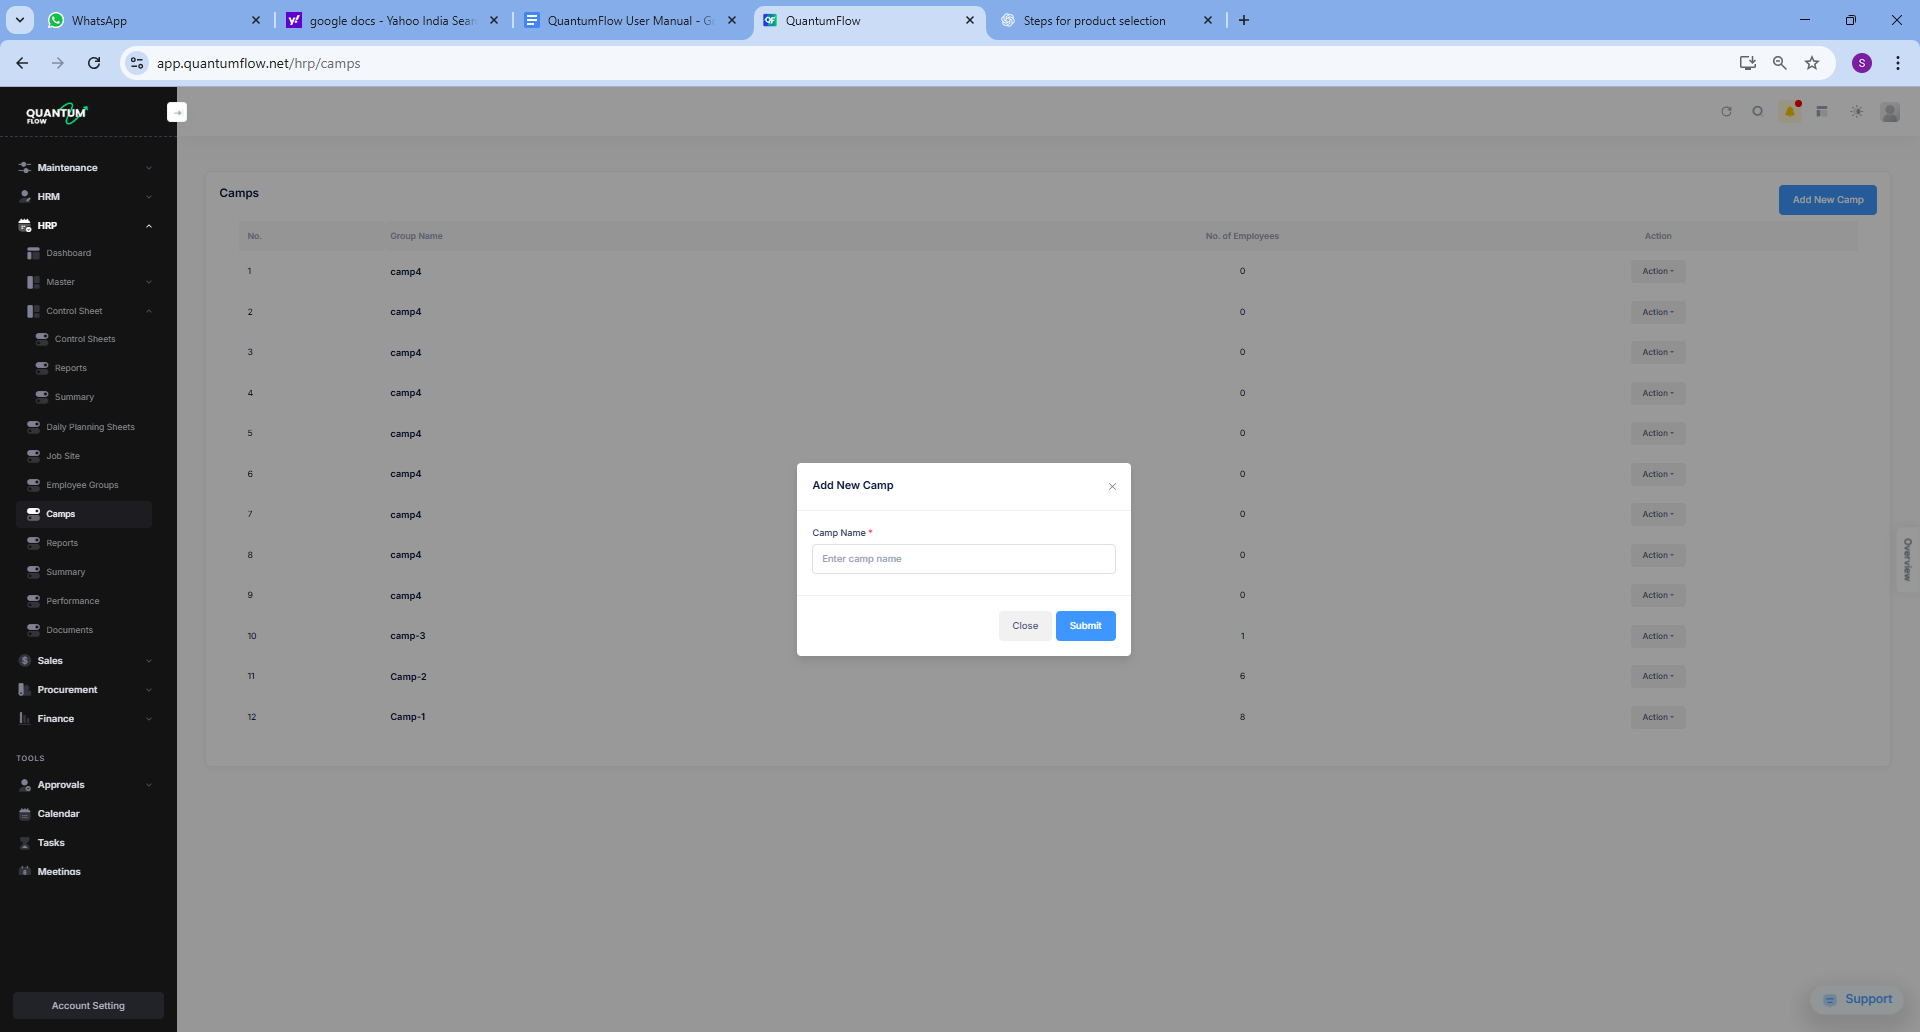 WhatsApp
google docs - Yahoo India Sear
QuantumFlow User Manual - G
QuantumFlow
Steps for product selection
app.quantumflow.net/hrp/camps
S
QUANTUM
FLOW
Maintenance
HRM
HRP
Dashboard
Master
Control Sheet
Control Sheets
Reports
Summary
Daily Planning Sheets
Job Site
Employee Groups
Camps
Reports
Summary
Performance
Documents
Sales
Procurement
Finance
TOOLS
Approvals
Calendar
Tasks
Meetings
Account Setting
Camps
Add New Camp
No. Group Name No. of Employees Action
1 camp4 0 Action
2 camp4 0 Action
3 camp4 0 Action
4 camp4 0 Action
5 camp4 0 Action
6 camp4 0 Action
7 camp4 0 Action
8 camp4 0 Action
9 camp4 0 Action
10 camp-3 1 Action
11 Camp-2 6 Action
12 Camp-1 8 Action
Add New Camp
Camp Name *
Enter camp name
Close Submit
Overview
Support